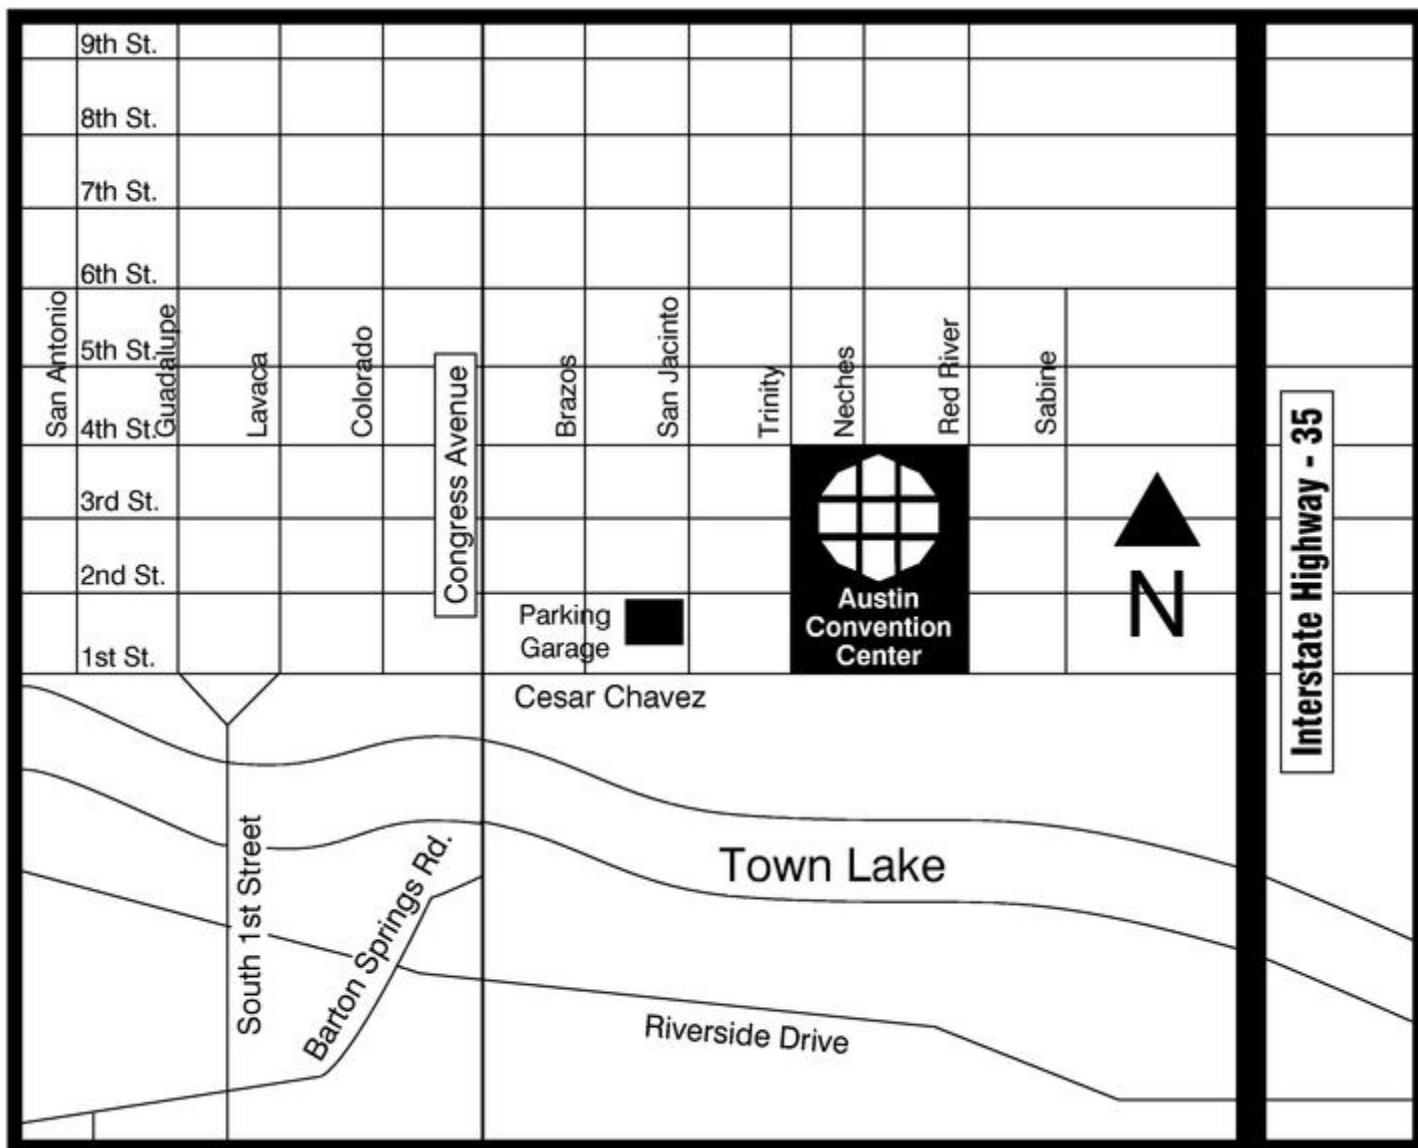 9th St.
8th St.
7th St.
6th St.
5th St.
4th St.
3rd St.
2nd St.
1st St.
San Antonio
Guadalupe
Lavaca
Colorado
Congress Avenue
Brazos
San Jacinto
Trinity
Neches
Red River
Sabine
Interstate Highway - 35
N
Parking
Garage
Austin
Convention
Center
Cesar Chavez
Town Lake
South 1st Street
Barton Springs Rd.
Riverside Drive